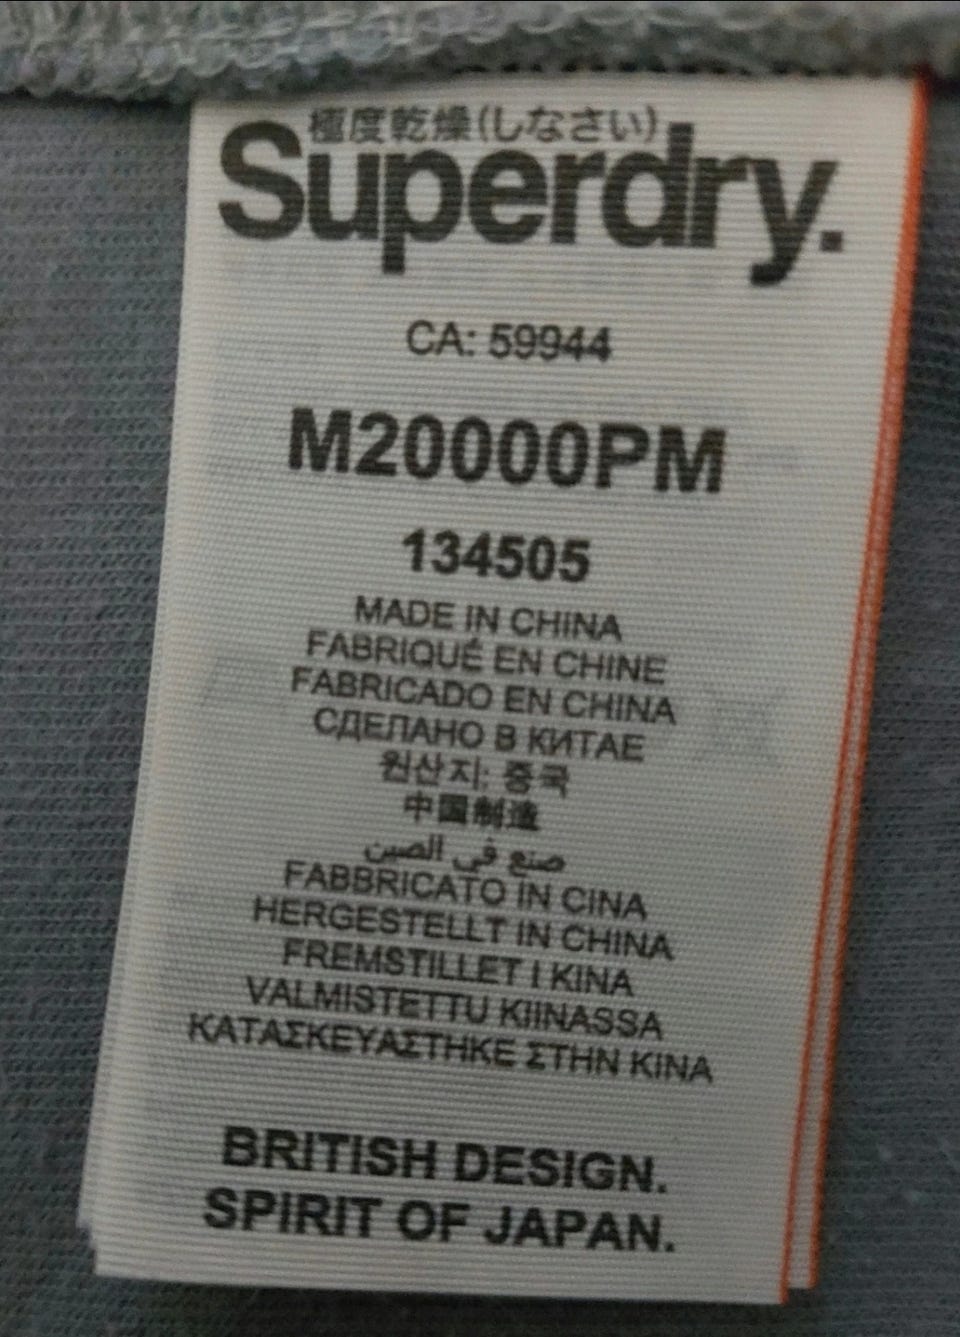 極度乾燥(しなさい)
Superdry.
CA: 59944
M20000PM
134505
MADE IN CHINA
FABRIQUÉ EN CHINE
FABRICADO EN CHINA
СДЕЛАНО В КИТАЕ
원산지: 중국
中国制造
صنع في الصين
FABBRICATO IN CINA
HERGESTELLT IN CHINA
FREMSTILLET I KINA
VALMISTETTU KIINASSA
ΚΑΤΑΣΚΕΥΑΣΤΗΚΕ ΣΤΗΝ ΚΙΝΑ
BRITISH DESIGN.
SPIRIT OF JAPAN.